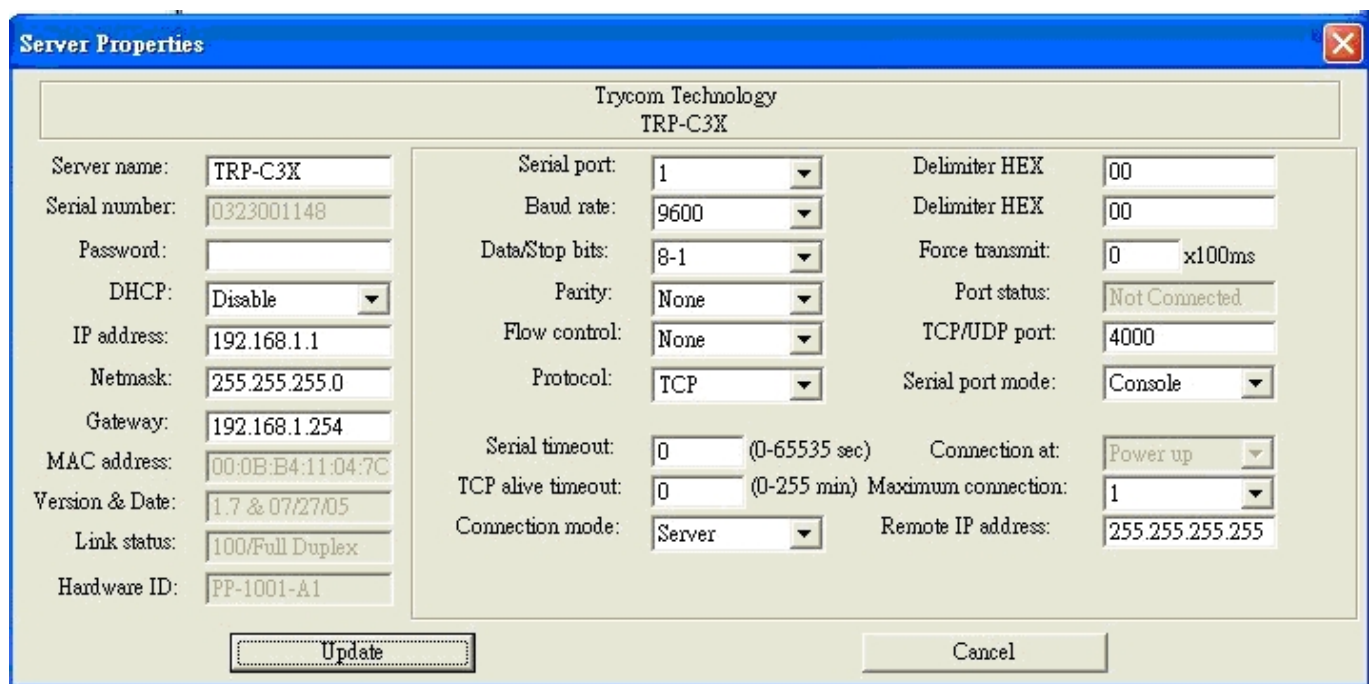 Server Properties
Trycom Technology
TRP-C3X
Server name: TRP-C3X
Serial number: 0323001148
Password:
DHCP: Disable
IP address: 192.168.1.1
Netmask: 255.255.255.0
Gateway: 192.168.1.254
MAC address: 00:0B:B4:11:04:7C
Version & Date: 1.7 & 07/27/05
Link status: 100/Full Duplex
Hardware ID: PP-1001-A1
Serial port: 1
Baud rate: 9600
Data/Stop bits: 8-1
Parity: None
Flow control: None
Protocol: TCP
Serial timeout: 0 (0-65535 sec)
TCP alive timeout: 0 (0-255 min)
Connection mode: Server
Delimiter HEX 00
Delimiter HEX 00
Force transmit: 0 x100ms
Port status: Not Connected
TCP/UDP port: 4000
Serial port mode: Console
Connection at: Power up
Maximum connection: 1
Remote IP address: 255.255.255.255
Update
Cancel